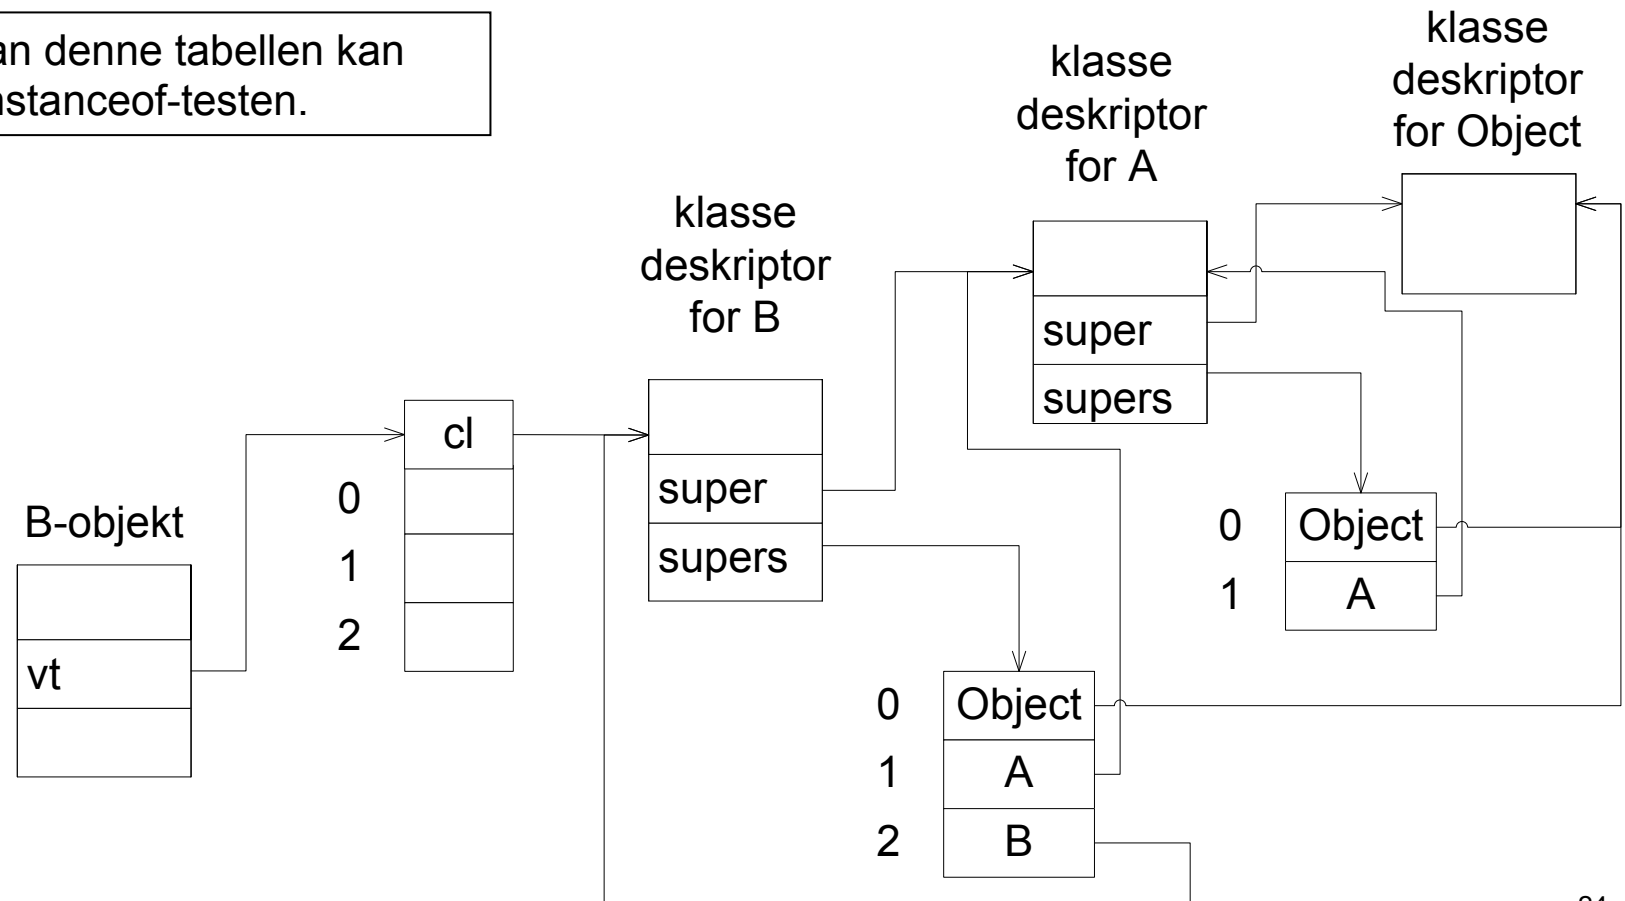 an denne tabellen kan
nstanceof-testen.
klasse
deskriptor
for Object
klasse
deskriptor
for A
klasse
deskriptor
for B
super
supers
cl
0
1
2
super
supers
B-objekt
vt
0 Object
1 A
0 Object
1 A
2 B